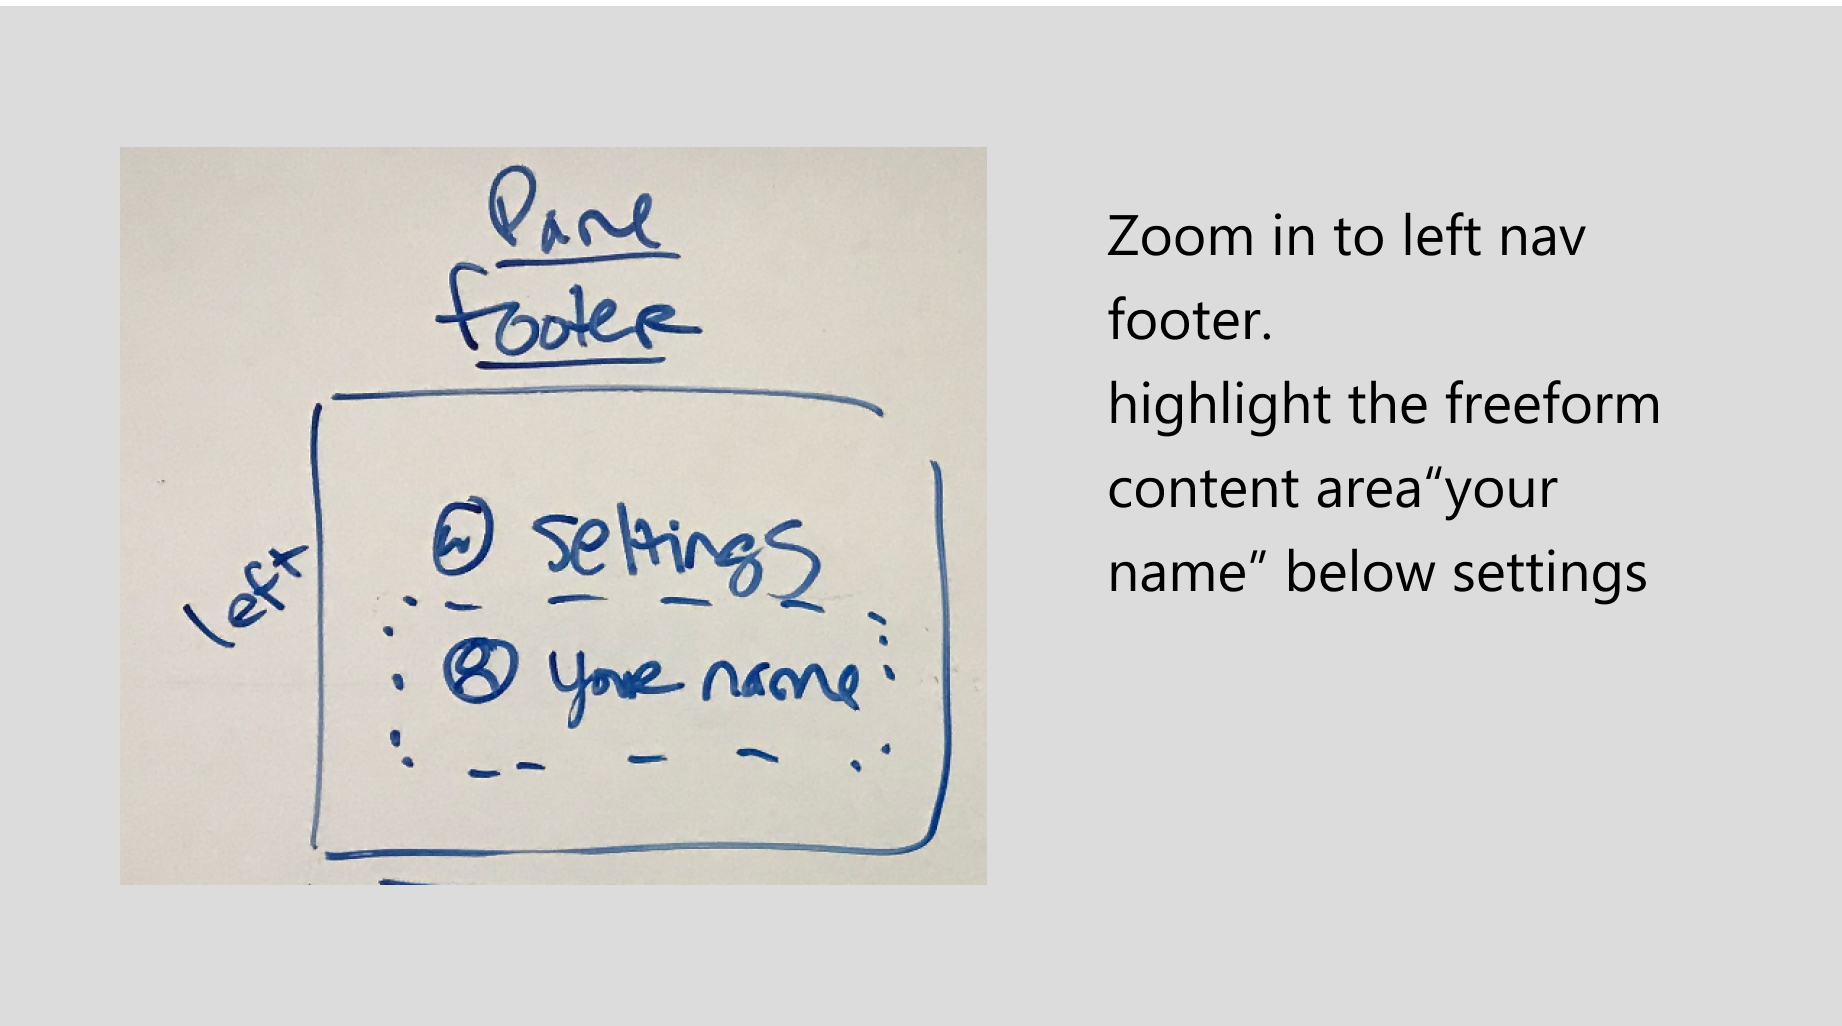 Pane
footer
left
settings
your name
Zoom in to left nav
footer.
highlight the freeform
content area“your
name” below settings